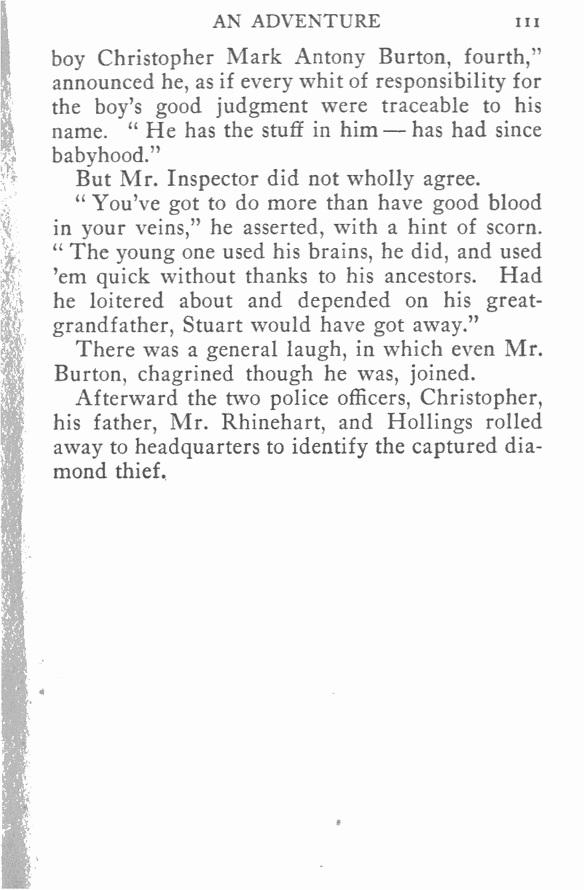 AN ADVENTURE 111
boy Christopher Mark Antony Burton, fourth,”
announced he, as if every whit of responsibility for
the boy’s good judgment were traceable to his
name. “ He has the stuff in him — has had since
babyhood.”
But Mr. Inspector did not wholly agree.
“ You’ve got to do more than have good blood
in your veins,” he asserted, with a hint of scorn.
“ The young one used his brains, he did, and used
’em quick without thanks to his ancestors. Had
he loitered about and depended on his great-
grandfather, Stuart would have got away.”
There was a general laugh, in which even Mr.
Burton, chagrined though he was, joined.
Afterward the two police officers, Christopher,
his father, Mr. Rhinehart, and Hollings rolled
away to headquarters to identify the captured dia-
mond thief.